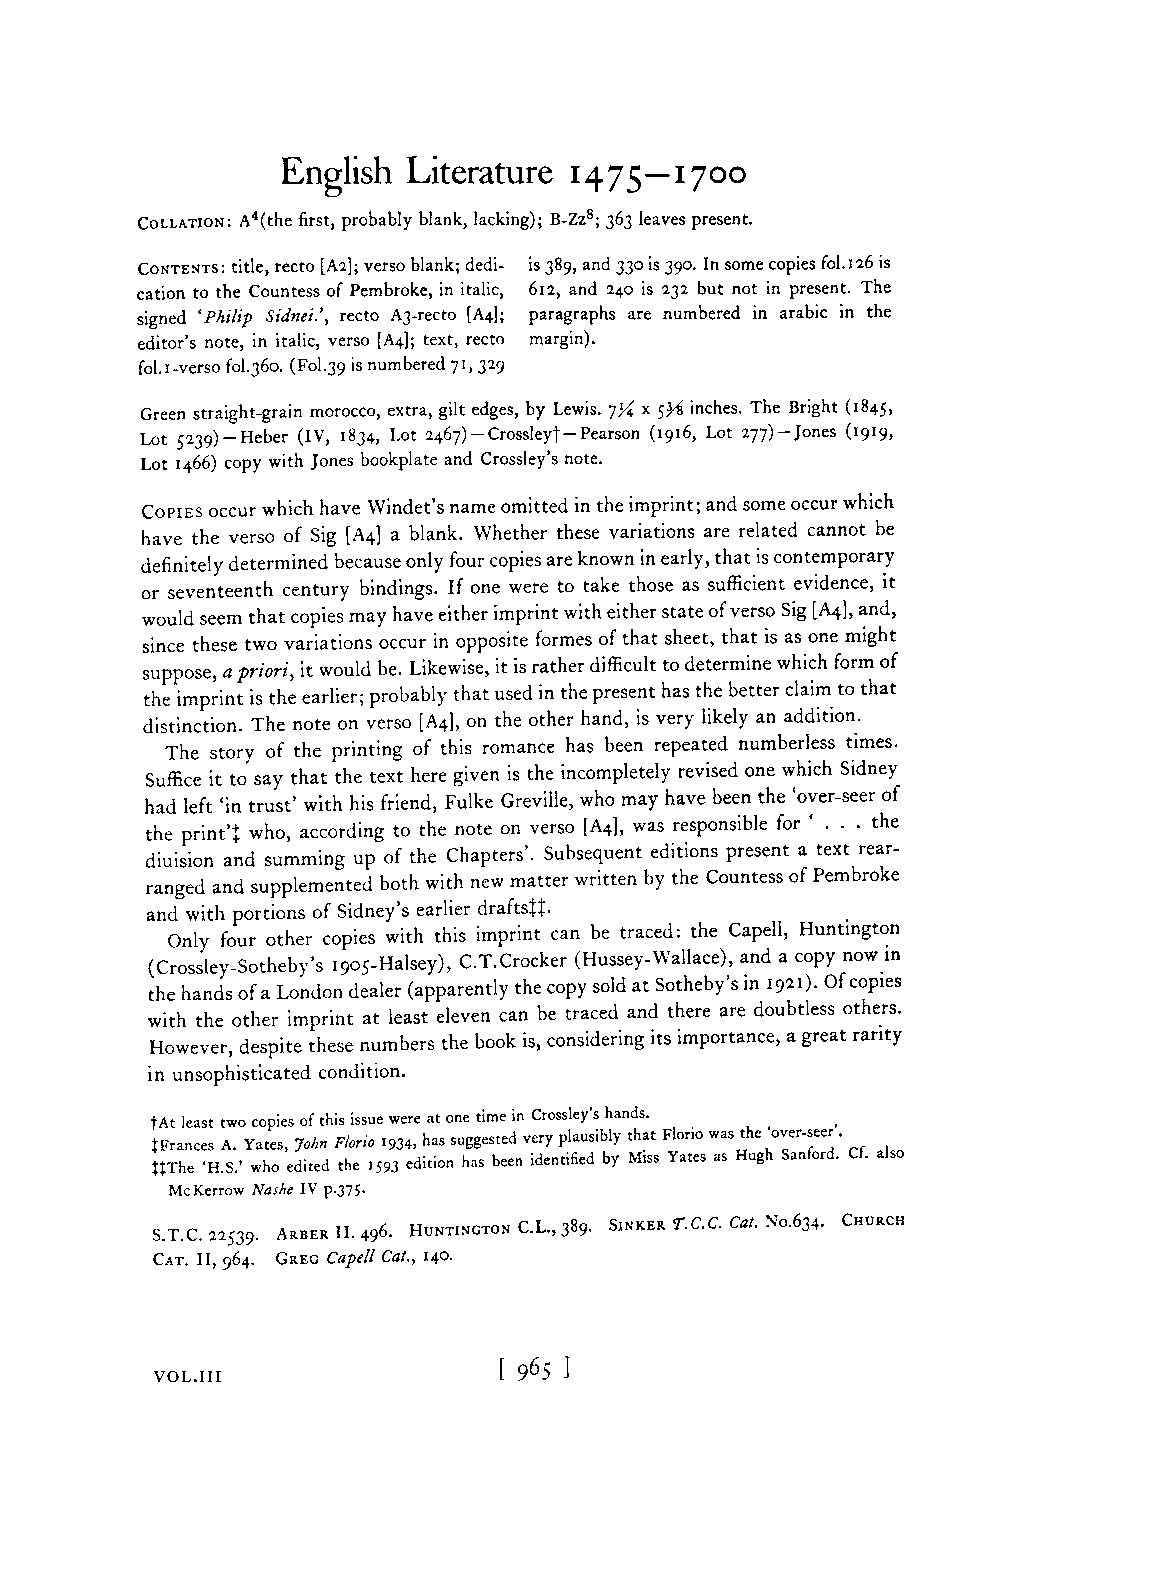 English Literature 1475—1700
COLLATION: A⁴(the first, probably blank, lacking); B-Zz⁸; 363 leaves present.
CONTENTS: title, recto [A2]; verso blank; dedi-
cation to the Countess of Pembroke, in italic,
signed ‘Philip Sidnei.’, recto A3-recto [A4];
editor's note, in italic, verso [A4]; text, recto
fol.1-verso fol.360. (Fol.39 is numbered 71, 329
is 389, and 330 is 390. In some copies fol.126 is
612, and 240 is 232 but not in present. The
paragraphs are numbered in arabic in the
margin).
Green straight-grain morocco, extra, gilt edges, by Lewis. 7¼ x 5⅜ inches. The Bright (1845,
Lot 5239)—Heber (IV, 1834, Lot 2467)—Crossley†—Pearson (1916, Lot 277)—Jones (1919,
Lot 1466) copy with Jones bookplate and Crossley's note.
COPIES occur which have Windet's name omitted in the imprint; and some occur which
have the verso of Sig [A4] a blank. Whether these variations are related cannot be
definitely determined because only four copies are known in early, that is contemporary
or seventeenth century bindings. If one were to take those as sufficient evidence, it
would seem that copies may have either imprint with either state of verso Sig [A4], and,
since these two variations occur in opposite formes of that sheet, that is as one might
suppose, a priori, it would be. Likewise, it is rather difficult to determine which form of
the imprint is the earlier; probably that used in the present has the better claim to that
distinction. The note on verso [A4], on the other hand, is very likely an addition.
The story of the printing of this romance has been repeated numberless times.
Suffice it to say that the text here given is the incompletely revised one which Sidney
had left ‘in trust’ with his friend, Fulke Greville, who may have been the ‘over-seer of
the print’‡ who, according to the note on verso [A4], was responsible for ‘ . . . the
diuision and summing up of the Chapters’. Subsequent editions present a text rear-
ranged and supplemented both with new matter written by the Countess of Pembroke
and with portions of Sidney's earlier drafts‡‡.
Only four other copies with this imprint can be traced: the Capell, Huntington
(Crossley-Sotheby's 1905-Halsey), C.T.Crocker (Hussey-Wallace), and a copy now in
the hands of a London dealer (apparently the copy sold at Sotheby's in 1921). Of copies
with the other imprint at least eleven can be traced and there are doubtless others.
However, despite these numbers the book is, considering its importance, a great rarity
in unsophisticated condition.
†At least two copies of this issue were at one time in Crossley's hands.
‡Frances A. Yates, John Florio 1934, has suggested very plausibly that Florio was the ‘over-seer’.
‡‡The ‘H.S.’ who edited the 1593 edition has been identified by Miss Yates as Hugh Sanford. Cf. also
McKerrow Nashe IV p.375.
S.T.C. 22539. ARBER II. 496. HUNTINGTON C.L., 389. SINKER T.C.C. Cat. No.634. CHURCH
CAT. II, 964. GREG Capell Cat., 140.
VOL.III
[ 965 ]